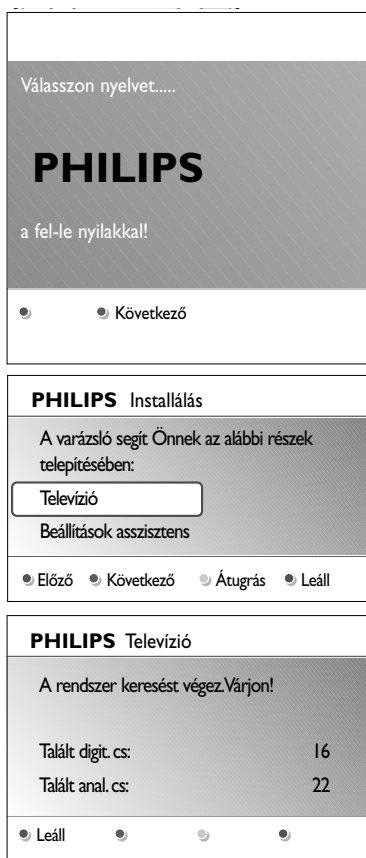 Válasszon nyelvet.....
PHILIPS
a fel-le nyilakkal!
Következő
PHILIPS Installálás
A varázsló segít Önnek az alábbi részek
telepítésében:
Televízió
Beállítások asszisztens
Előző Következő Átugrás Leáll
PHILIPS Televízió
A rendszer keresést végez.Várjon!
Talált digit. cs: 16
Talált anal. cs: 22
Leáll